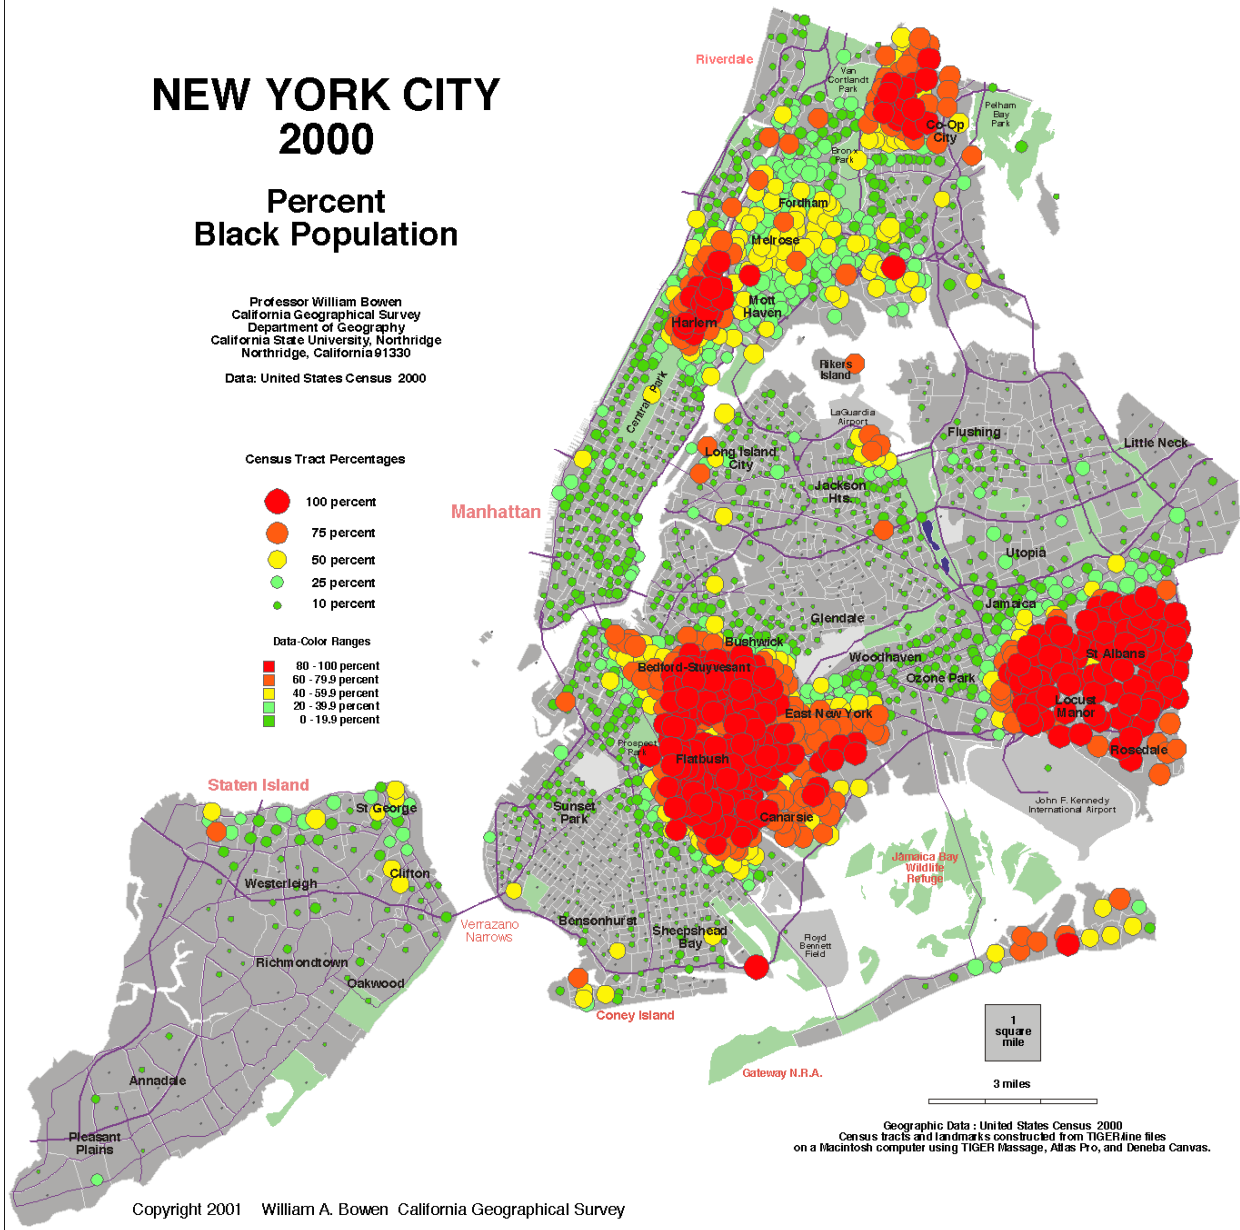 NEW YORK CITY
2000
Percent
Black Population
Professor William Bowen
California Geographical Survey
Department of Geography
California State University, Northridge
Northridge, California 91330
Data: United States Census 2000
Census Tract Percentages
100 percent
75 percent
50 percent
25 percent
10 percent
Data-Color Ranges
80 - 100 percent
60 - 79.9 percent
40 - 59.9 percent
20 - 39.9 percent
0 - 19.9 percent
Riverdale
Van
Cortlandt
Park
Pelham
Bay
Park
Co-Op
City
Bronx
Park
Fordham
Melrose
Mott
Haven
Harlem
Rikers
Island
Central Park
LaGuardia
Airport
Flushing
Little Neck
Long Island
City
Jackson
Hts.
Manhattan
Utopia
Jamaica
Glendale
Bushwick
Bedford-Stuyvesant
Woodhaven
Ozone Park
St Albans
Locust
Manor
East New York
Rosedale
Prospect
Park
Flatbush
Staten Island
St George
Sunset
Park
Canarsie
John F. Kennedy
International Airport
Jamaica Bay
Wildlife
Refuge
Westerleigh
Clifton
Verrazano
Narrows
Bensonhurst
Sheepshead
Bay
Floyd
Bennett
Field
Richmondtown
Oakwood
Coney Island
1
square
mile
Gateway N.R.A.
3 miles
Annadale
Pleasant
Plains
Geographic Data : United States Census 2000
Census tracts and landmarks constructed from TIGER/line files
on a Macintosh computer using TIGER Massage, Atlas Pro, and Deneba Canvas.
Copyright 2001 William A. Bowen California Geographical Survey